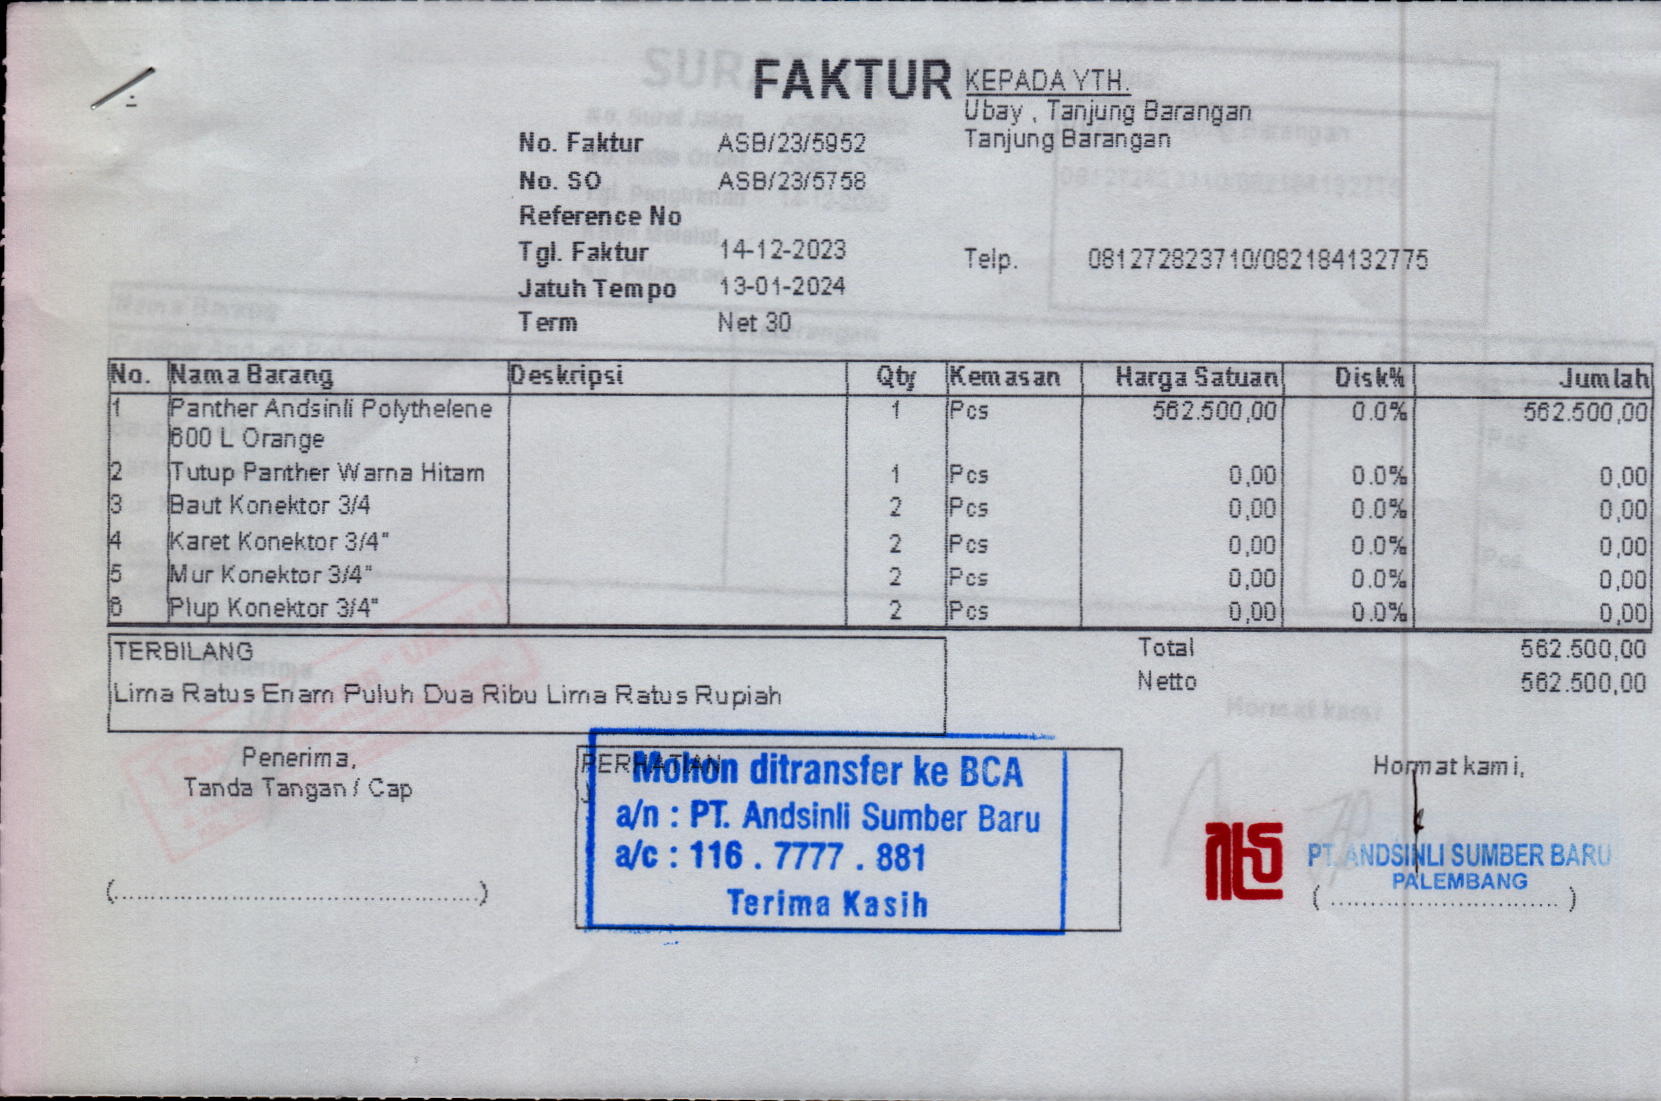 FAKTUR
KEPADA YTH.
Ubay , Tanjung Barangan
Tanjung Barangan
No. Faktur ASB/23/5952
No. SO ASB/23/5758
Reference No
Tgl. Faktur 14-12-2023
Telp. 081272823710/082184132775
Jatuh Tempo 13-01-2024
Term Net 30
No. Nama Barang Deskripsi Qty Kemasan Harga Satuan Disk% Jumlah
1 Panther Andsinli Polythelene 1 Pcs 562.500,00 0.0% 562.500,00
600 L Orange
2 Tutup Panther Warna Hitam 1 Pcs 0,00 0.0% 0,00
3 Baut Konektor 3/4 2 Pcs 0,00 0.0% 0,00
4 Karet Konektor 3/4" 2 Pcs 0,00 0.0% 0,00
5 Mur Konektor 3/4" 2 Pcs 0,00 0.0% 0,00
6 Plup Konektor 3/4" 2 Pcs 0,00 0.0% 0,00
TERBILANG
Lima Ratus Enam Puluh Dua Ribu Lima Ratus Rupiah
Total 562.500,00
Netto 562.500,00
Penerima,
Tanda Tangan / Cap
(..................................................)
PERHATIAN
Mohon ditransfer ke BCA
a/n : PT. Andsinli Sumber Baru
a/c : 116 . 7777 . 881
Terima Kasih
Hormat kami,
PT. ANDSINLI SUMBER BARU
PALEMBANG
( ................................ )